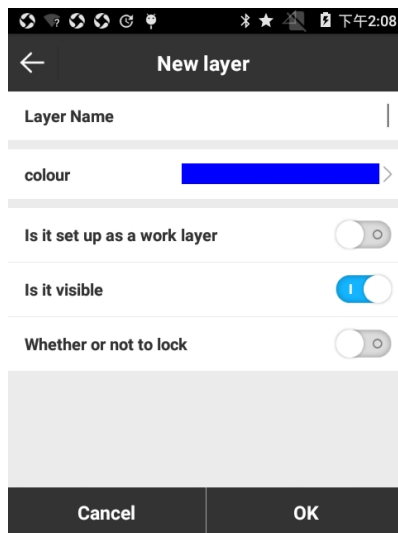 下午2:08
New layer
Layer Name
colour
Is it set up as a work layer
Is it visible
Whether or not to lock
Cancel OK